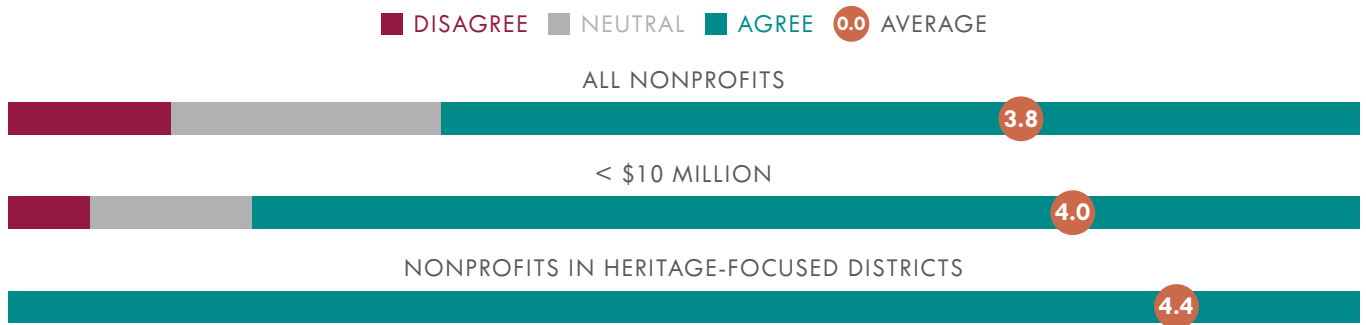 DISAGREE NEUTRAL AGREE 0.0 AVERAGE
ALL NONPROFITS
3.8
< $10 MILLION
4.0
NONPROFITS IN HERITAGE-FOCUSED DISTRICTS
4.4